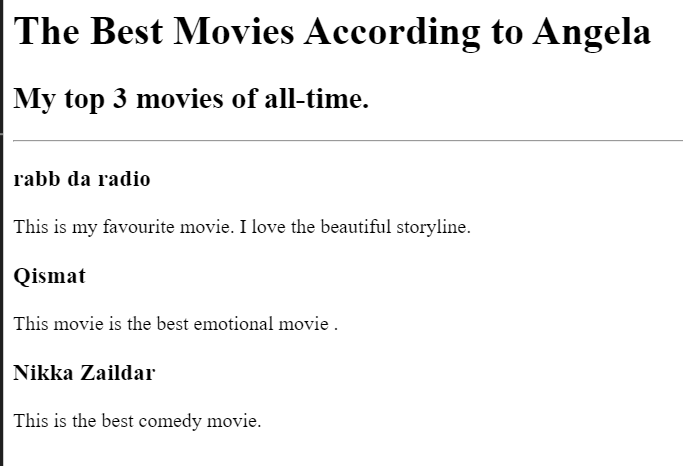 The Best Movies According to Angela
My top 3 movies of all-time.
rabb da radio
This is my favourite movie. I love the beautiful storyline.
Qismat
This movie is the best emotional movie .
Nikka Zaildar
This is the best comedy movie.